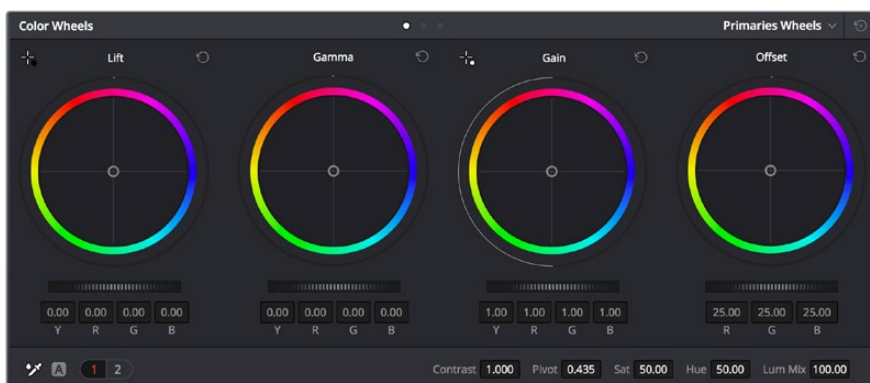 Color Wheels Primaries Wheels
Lift Gamma Gain Offset
0.00 0.00 0.00 0.00 0.00 0.00 0.00 0.00 1.00 1.00 1.00 1.00 25.00 25.00 25.00
Y R G B Y R G B Y R G B R G B
A 1 2 Contrast 1.000 Pivot 0.435 Sat 50.00 Hue 50.00 Lum Mix 100.00